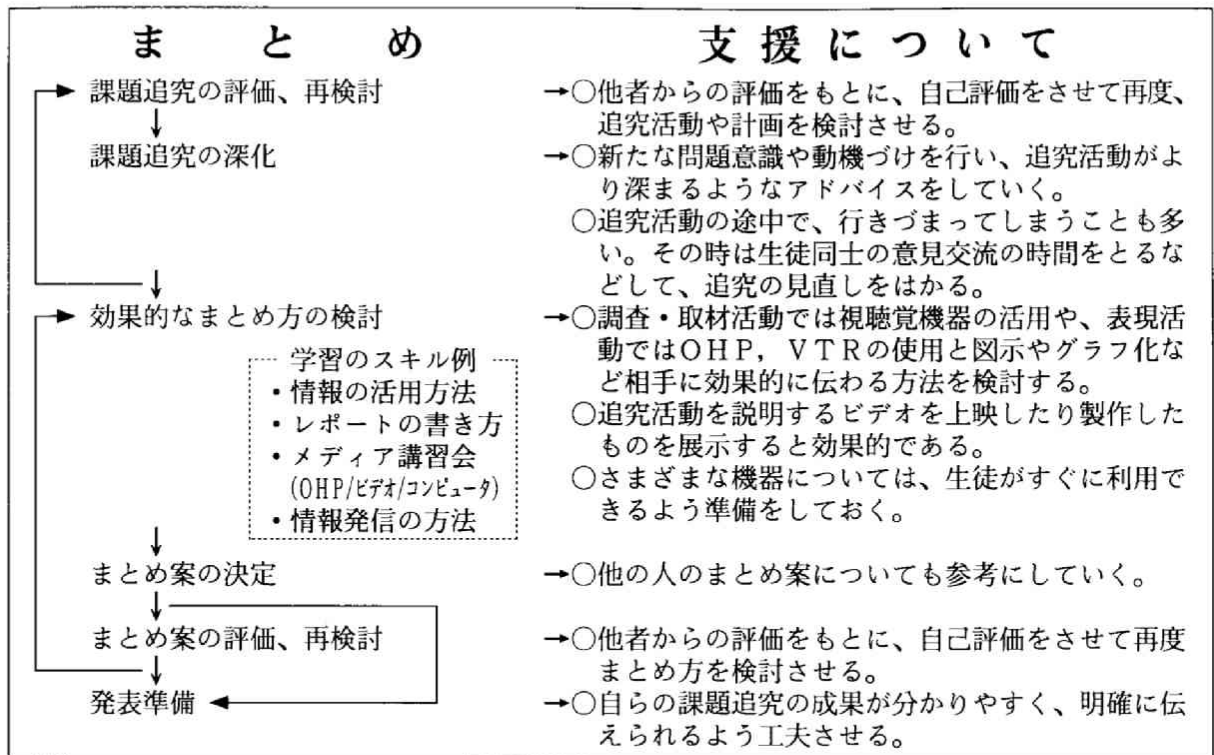 まとめ
支援について
課題追究の評価、再検討
→○他者からの評価をもとに、自己評価をさせて再度、
追究活動や計画を検討させる。
課題追究の深化
→○新たな問題意識や動機づけを行い、追究活動がよ
り深まるようなアドバイスをしていく。
○追究活動の途中で、行きづまってしまうことも多
い。その時は生徒同士の意見交流の時間をとるな
どして、追究の見直しをはかる。
効果的なまとめ方の検討
→○調査・取材活動では視聴覚機器の活用や、表現活
動ではOHP，VTRの使用と図示やグラフ化な
ど相手に効果的に伝わる方法を検討する。
○追究活動を説明するビデオを上映したり製作した
ものを展示すると効果的である。
○さまざまな機器については、生徒がすぐに利用で
きるよう準備をしておく。
学習のスキル例
・情報の活用方法
・レポートの書き方
・メディア講習会
(OHP/ビデオ/コンピュータ)
・情報発信の方法
まとめ案の決定
→○他の人のまとめ案についても参考にしていく。
まとめ案の評価、再検討
→○他者からの評価をもとに、自己評価をさせて再度
まとめ方を検討させる。
発表準備
→○自らの課題追究の成果が分かりやすく、明確に伝
えられるよう工夫させる。